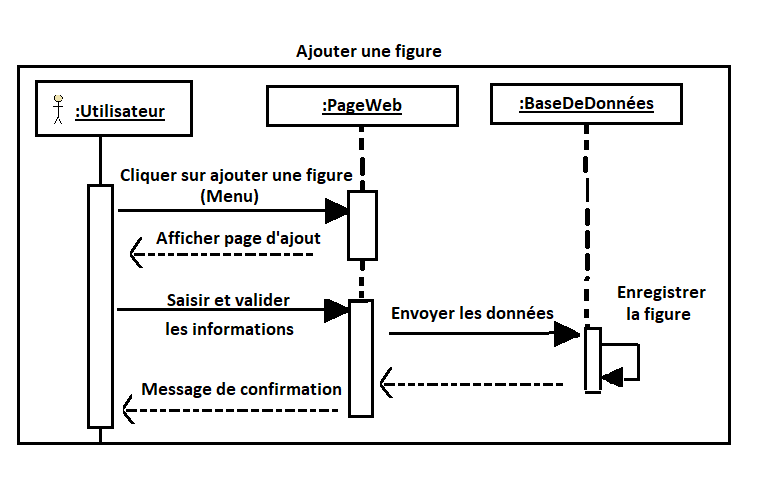 Ajouter une figure
:Utilisateur
:PageWeb
:BaseDeDonnées
Cliquer sur ajouter une figure
(Menu)
Afficher page d'ajout
Saisir et valider
les informations
Envoyer les données
Enregistrer
la figure
Message de confirmation